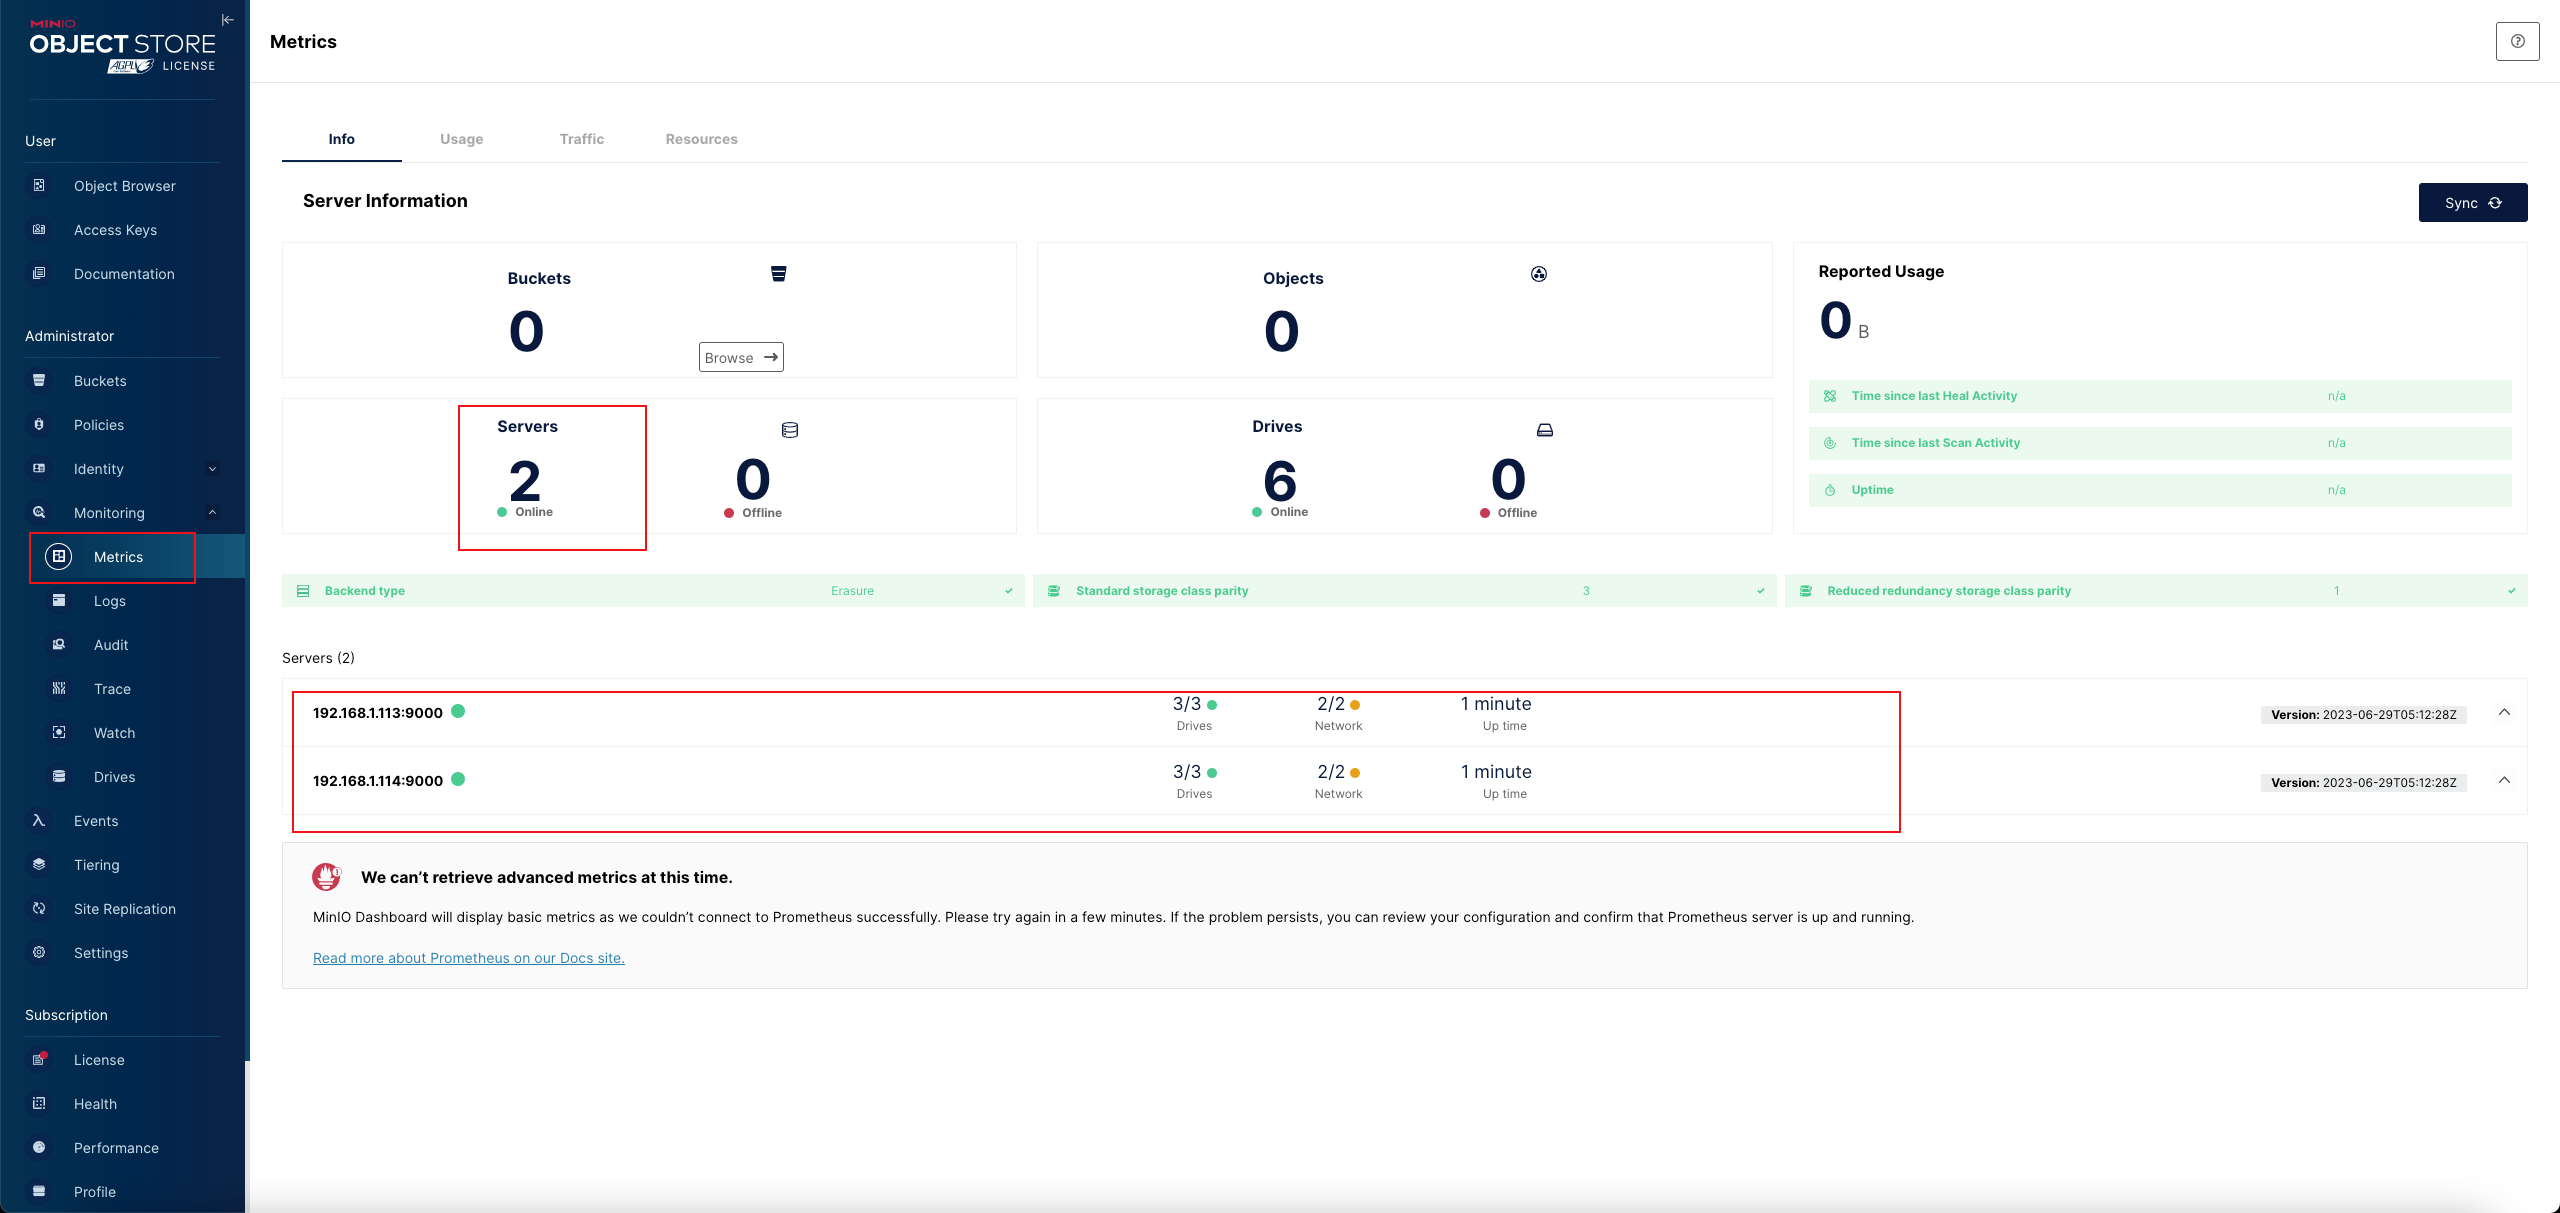 MINIO
OBJECT STORE
AGPL LICENSE
User
Object Browser
Access Keys
Documentation
Administrator
Buckets
Policies
Identity
Monitoring
Metrics
Logs
Audit
Trace
Watch
Drives
Events
Tiering
Site Replication
Settings
Subscription
License
Health
Performance
Profile
Metrics
Info Usage Traffic Resources
Server Information
Sync
Buckets
0
Browse
Objects
0
Reported Usage
0 B
Time since last Heal Activity n/a
Time since last Scan Activity n/a
Uptime n/a
Servers
2
Online
0
Offline
Drives
6
Online
0
Offline
Backend type Erasure
Standard storage class parity 3
Reduced redundancy storage class parity 1
Servers (2)
192.168.1.113:9000
3/3
Drives
2/2
Network
1 minute
Up time
Version: 2023-06-29T05:12:28Z
192.168.1.114:9000
3/3
Drives
2/2
Network
1 minute
Up time
Version: 2023-06-29T05:12:28Z
We can’t retrieve advanced metrics at this time.
MinIO Dashboard will display basic metrics as we couldn’t connect to Prometheus successfully. Please try again in a few minutes. If the problem persists, you can review your configuration and confirm that Prometheus server is up and running.
Read more about Prometheus on our Docs site.